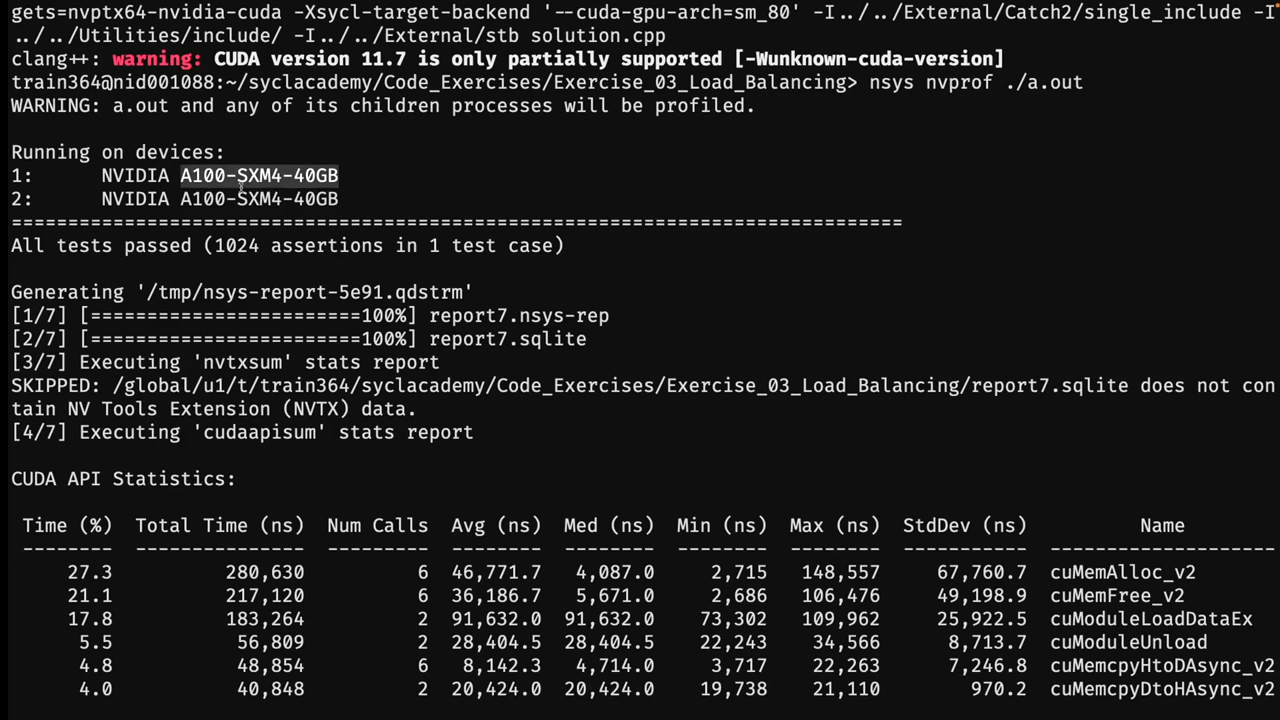 gets=nvptx64-nvidia-cuda -Xsycl-target-backend '--cuda-gpu-arch=sm_80' -I../../External/Catch2/single_include -I
../../Utilities/include/ -I../../External/stb solution.cpp
clang++: warning: CUDA version 11.7 is only partially supported [-Wunknown-cuda-version]
train364@nid001088:~/syclacademy/Code_Exercises/Exercise_03_Load_Balancing> nsys nvprof ./a.out
WARNING: a.out and any of its children processes will be profiled.

Running on devices:
1:      NVIDIA A100-SXM4-40GB
2:      NVIDIA A100-SXM4-40GB
===============================================================================
All tests passed (1024 assertions in 1 test case)

Generating '/tmp/nsys-report-5e91.qdstrm'
[1/7] [========================100%] report7.nsys-rep
[2/7] [========================100%] report7.sqlite
[3/7] Executing 'nvtxsum' stats report
SKIPPED: /global/u1/t/train364/syclacademy/Code_Exercises/Exercise_03_Load_Balancing/report7.sqlite does not con
tain NV Tools Extension (NVTX) data.
[4/7] Executing 'cudaapisum' stats report

CUDA API Statistics:

 Time (%)  Total Time (ns)  Num Calls  Avg (ns)  Med (ns)  Min (ns)  Max (ns)  StdDev (ns)          Name
 --------  ---------------  ---------  --------  --------  --------  --------  -----------  --------------------
     27.3          280,630          6  46,771.7   4,087.0     2,715   148,557     67,760.7  cuMemAlloc_v2
     21.1          217,120          6  36,186.7   5,671.0     2,686   106,476     49,198.9  cuMemFree_v2
     17.8          183,264          2  91,632.0  91,632.0    73,302   109,962     25,922.5  cuModuleLoadDataEx
      5.5           56,809          2  28,404.5  28,404.5    22,243    34,566      8,713.7  cuModuleUnload
      4.8           48,854          6   8,142.3   4,714.0     3,717    22,263      7,246.8  cuMemcpyHtoDAsync_v2
      4.0           40,848          2  20,424.0  20,424.0    19,738    21,110        970.2  cuMemcpyDtoHAsync_v2